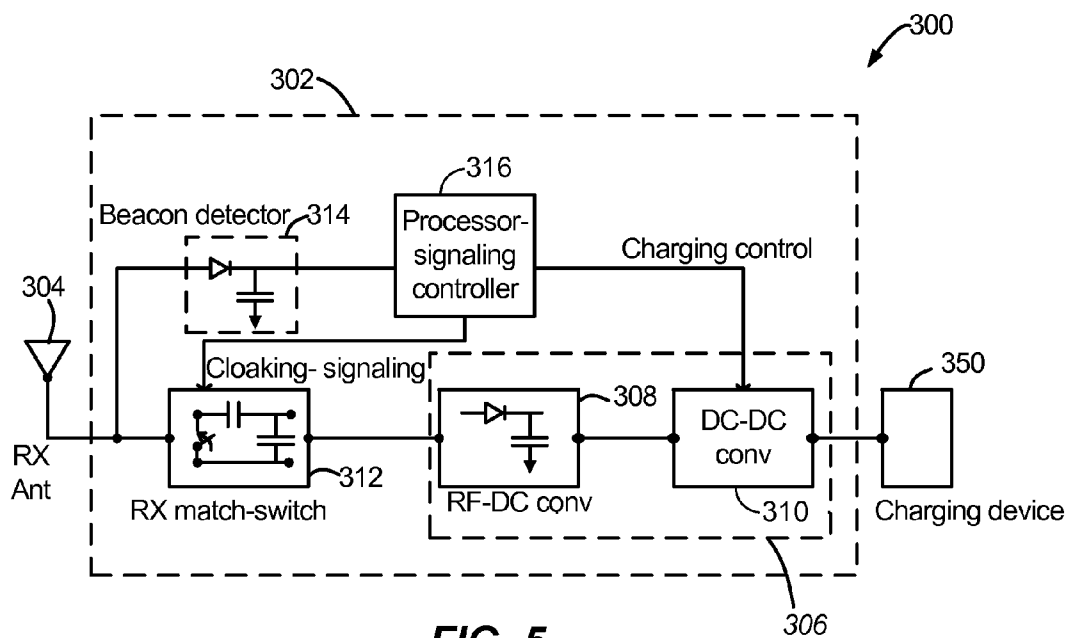 300
302
316
Beacon detector
314
Processor-
signaling
controller
Charging control
304
Cloaking- signaling
308
350
DC-DC
conv
RX
Ant
312
RX match-switch
RF-DC conv
310
Charging device
306
FIG. 5